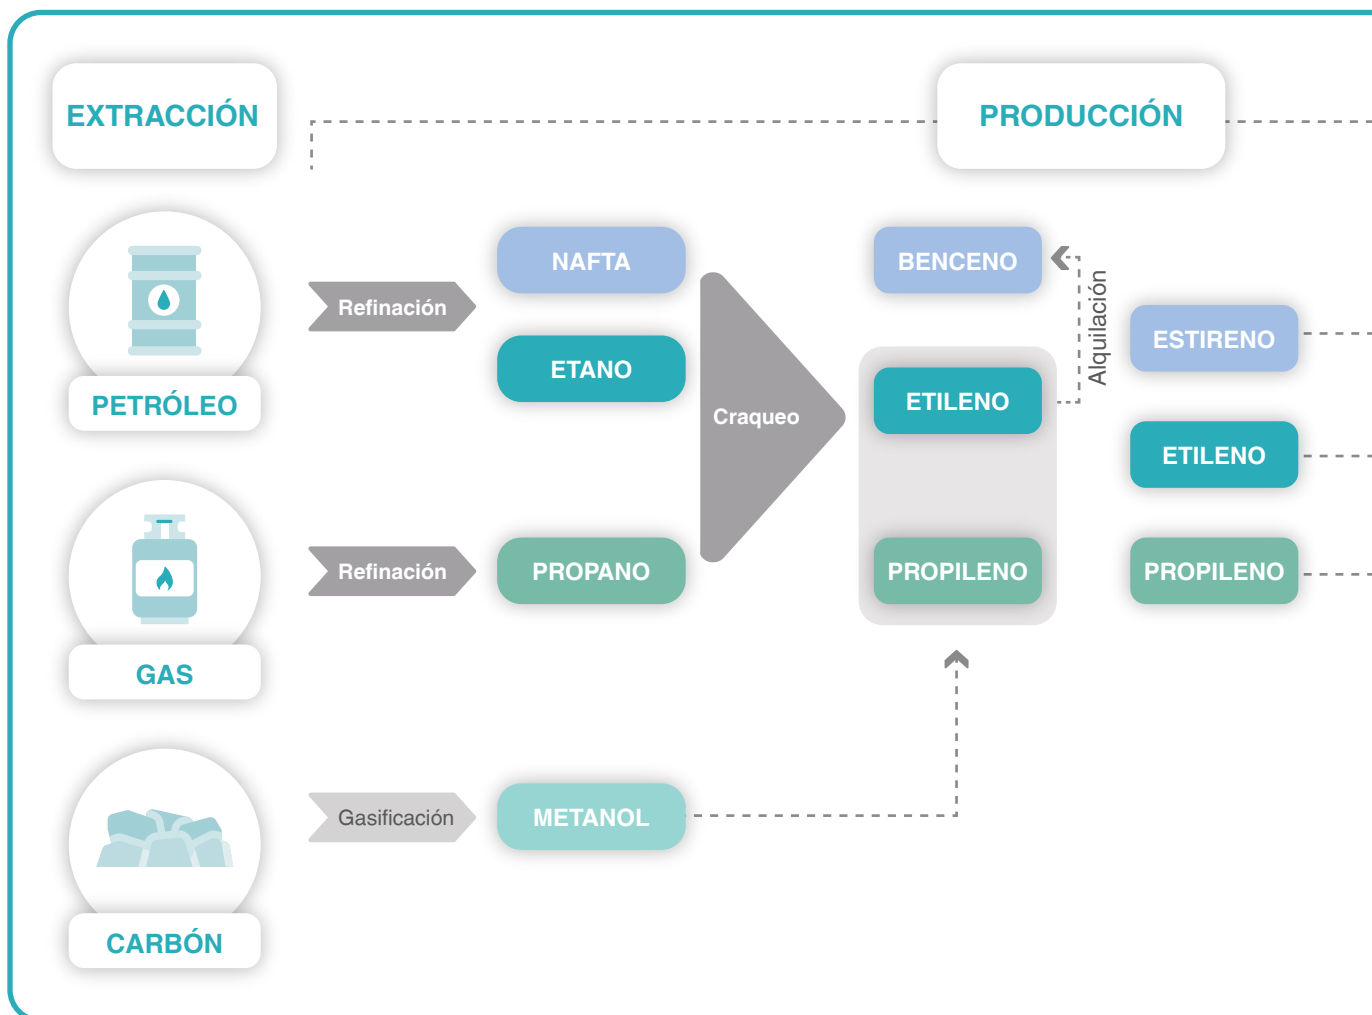 EXTRACCIÓN
PRODUCCIÓN
PETRÓLEO
Refinación
NAFTA
ETANO
Craqueo
BENCENO
ETILENO
Alquilación
ESTIRENO
ETILENO
GAS
Refinación
PROPANO
PROPILENO
PROPILENO
CARBÓN
Gasificación
METANOL